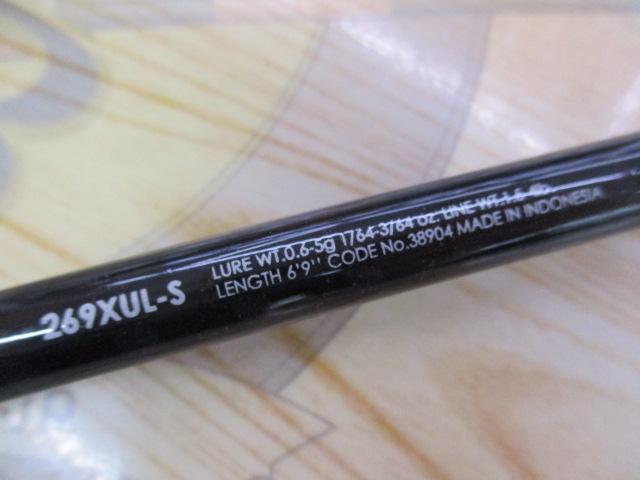 269XUL-S
LURE WT.0.6-5g 1/64-3/64 oz. LINE WT.1.5-4lb.
LENGTH 6'9'' CODE No.38904 MADE IN INDONESIA